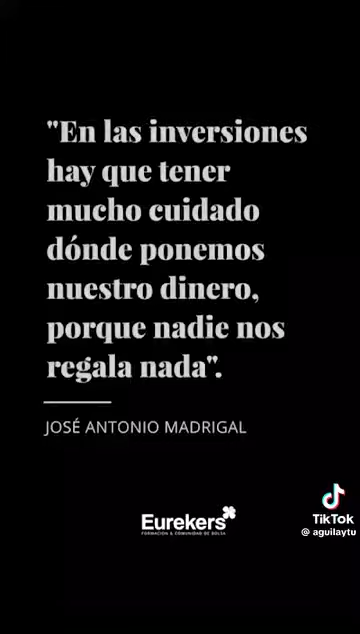 "En las inversiones
hay que tener
mucho cuidado
dónde ponemos
nuestro dinero,
porque nadie nos
regala nada".
JOSÉ ANTONIO MADRIGAL
Eurekers
FORMACIÓN & COMUNIDAD DE BOLSA
TikTok
@ aguilaytu